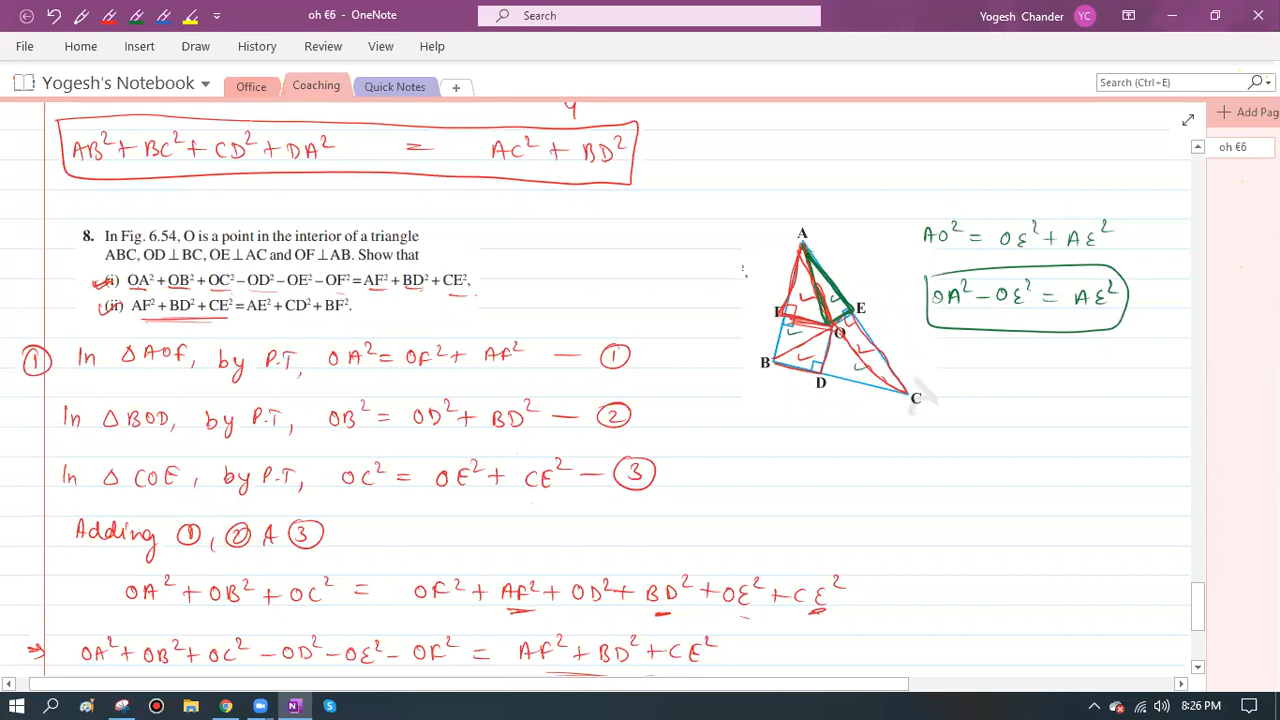 oh €6 - OneNote
Search
Yogesh Chander
YC
File Home Insert Draw History Review View Help
Yogesh's Notebook
Office
Coaching
Quick Notes
+
Search (Ctrl+E)
Add Pag
oh €6
4
AB²+ BC²+ CD²+ DA² = AC² + BD²
8. In Fig. 6.54, O is a point in the interior of a triangle
ABC, OD ⊥ BC, OE ⊥ AC and OF ⊥ AB. Show that
(i) OA² + OB² + OC² – OD² – OE² – OF² = AF² + BD² + CE²,
(ii) AF² + BD² + CE² = AE² + CD² + BF².
A
F
E
O
B
D
C
AO² = OE² + AE²
OA² - OE² = AE²
① In △AOF, by P.T, OA² = OF² + AF² — ①
In △BOD, by P.T, OB² = OD² + BD² — ②
In △COE, by P.T, OC² = OE² + CE² — ③
Adding ①, ② A ③
OA² + OB² + OC² = OF² + AF² + OD² + BD² + OE² + CE²
⇒ OA² + OB² + OC² - OD² - OE² - OF² = AF² + BD² + CE²
8:26 PM